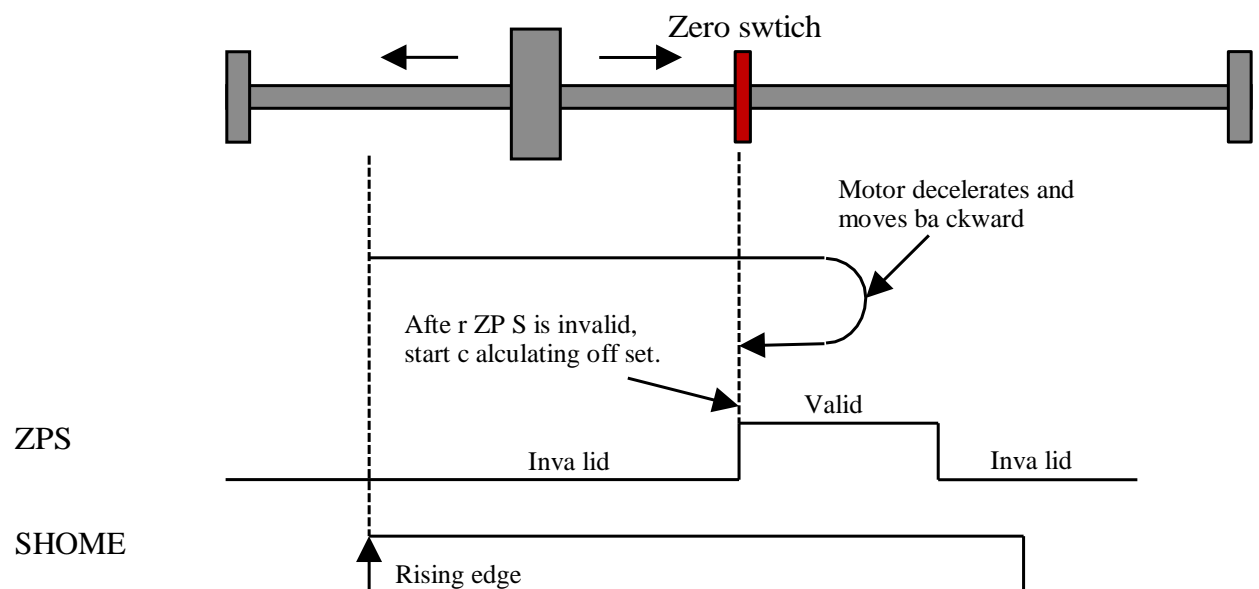 Zero swtich
Motor decelerates and
moves ba ckward
Afte r ZP S is invalid,
start c alculating off set.
Valid
ZPS
Inva lid
Inva lid
SHOME
Rising edge